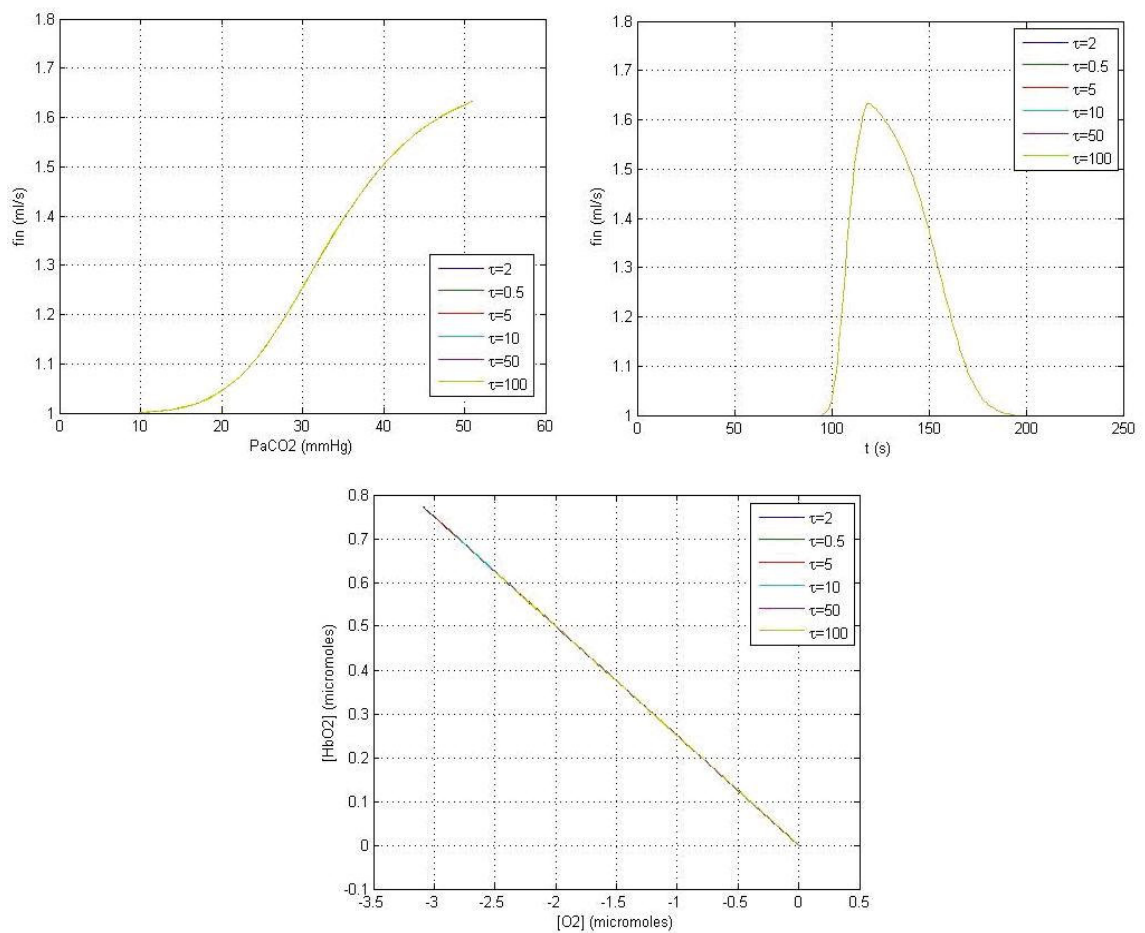 1.8
1.7
1.6
1.5
1.4
1.3
1.2
1.1
1
fin (ml/s)
0 10 20 30 40 50 60
PaCO2 (mmHg)
τ=2
τ=0.5
τ=5
τ=10
τ=50
τ=100
1.8
1.7
1.6
1.5
1.4
1.3
1.2
1.1
1
fin (ml/s)
0 50 100 150 200 250
t (s)
τ=2
τ=0.5
τ=5
τ=10
τ=50
τ=100
0.8
0.7
0.6
0.5
0.4
0.3
0.2
0.1
0
-0.1
[HbO2] (micromoles)
-3.5 -3 -2.5 -2 -1.5 -1 -0.5 0 0.5
[O2] (micromoles)
τ=2
τ=0.5
τ=5
τ=10
τ=50
τ=100